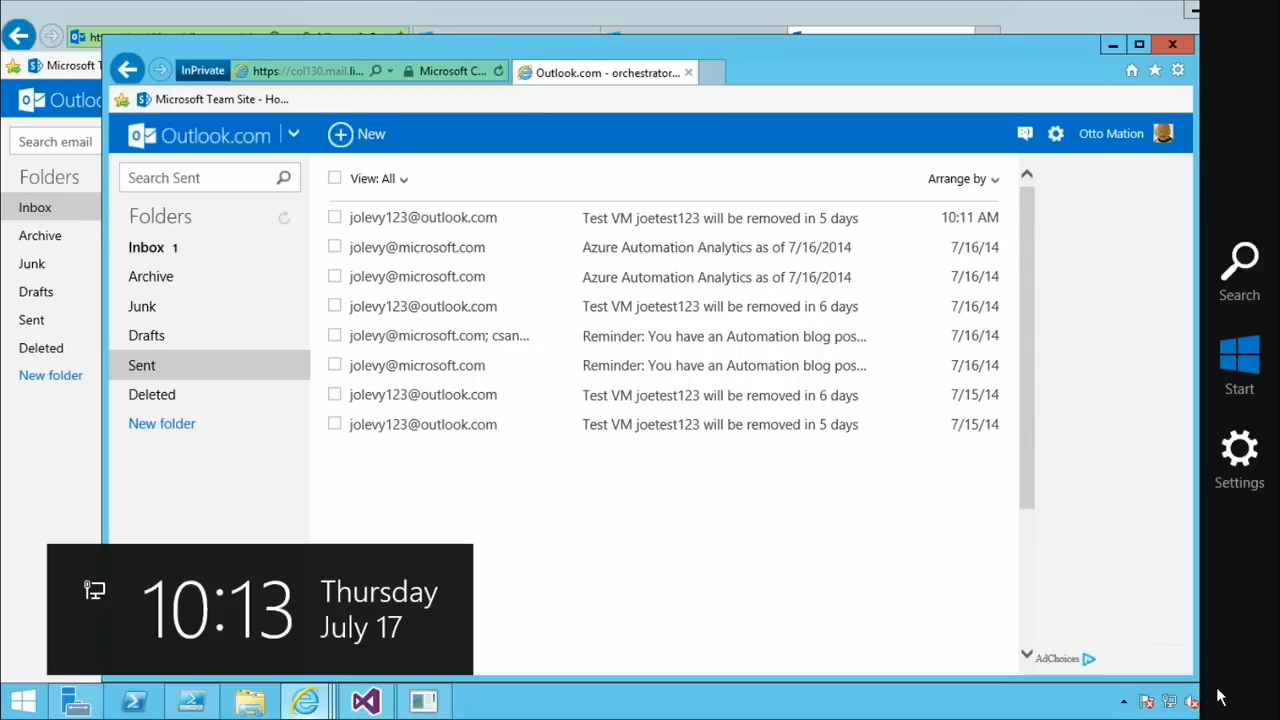 htt
InPrivate
https://col130.mail.li...
Microsoft C...
Outlook.com - orchestrator...
Microsoft T
Microsoft Team Site - Ho...
Outloo
Outlook.com
New
Otto Mation
Search email
Folders
Inbox
Archive
Junk
Drafts
Sent
Deleted
New folder
Search Sent
Folders
Inbox 1
Archive
Junk
Drafts
Sent
Deleted
New folder
View: All
Arrange by
jolevy123@outlook.com Test VM joetest123 will be removed in 5 days 10:11 AM
jolevy@microsoft.com Azure Automation Analytics as of 7/16/2014 7/16/14
jolevy@microsoft.com Azure Automation Analytics as of 7/16/2014 7/16/14
jolevy123@outlook.com Test VM joetest123 will be removed in 6 days 7/16/14
jolevy@microsoft.com; csan... Reminder: You have an Automation blog pos... 7/16/14
jolevy@microsoft.com Reminder: You have an Automation blog pos... 7/16/14
jolevy123@outlook.com Test VM joetest123 will be removed in 6 days 7/15/14
jolevy123@outlook.com Test VM joetest123 will be removed in 5 days 7/15/14
AdChoices
Search
Start
Settings
10:13
Thursday
July 17